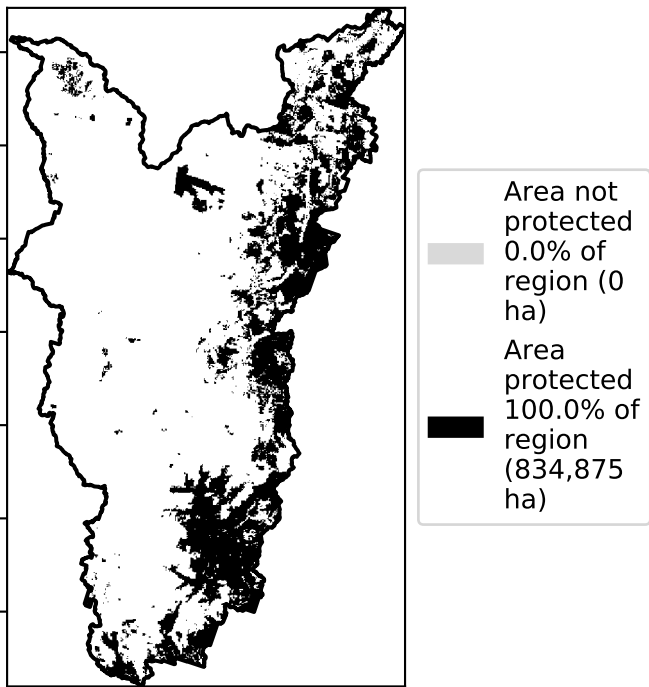 Area not
protected
0.0% of
region (0
ha)
Area
protected
100.0% of
region
(834,875
ha)